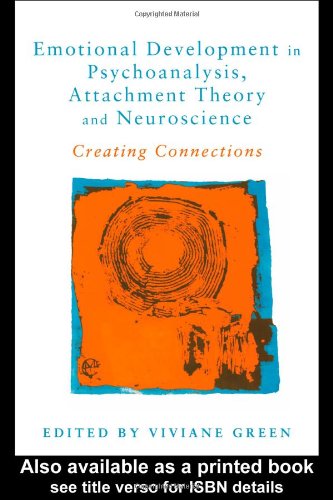 Emotional Development in
Psychoanalysis,
Attachment Theory
and Neuroscience
Creating Connections
EDITED BY VIVIANE GREEN
Also available as a printed book
see title verso for ISBN details